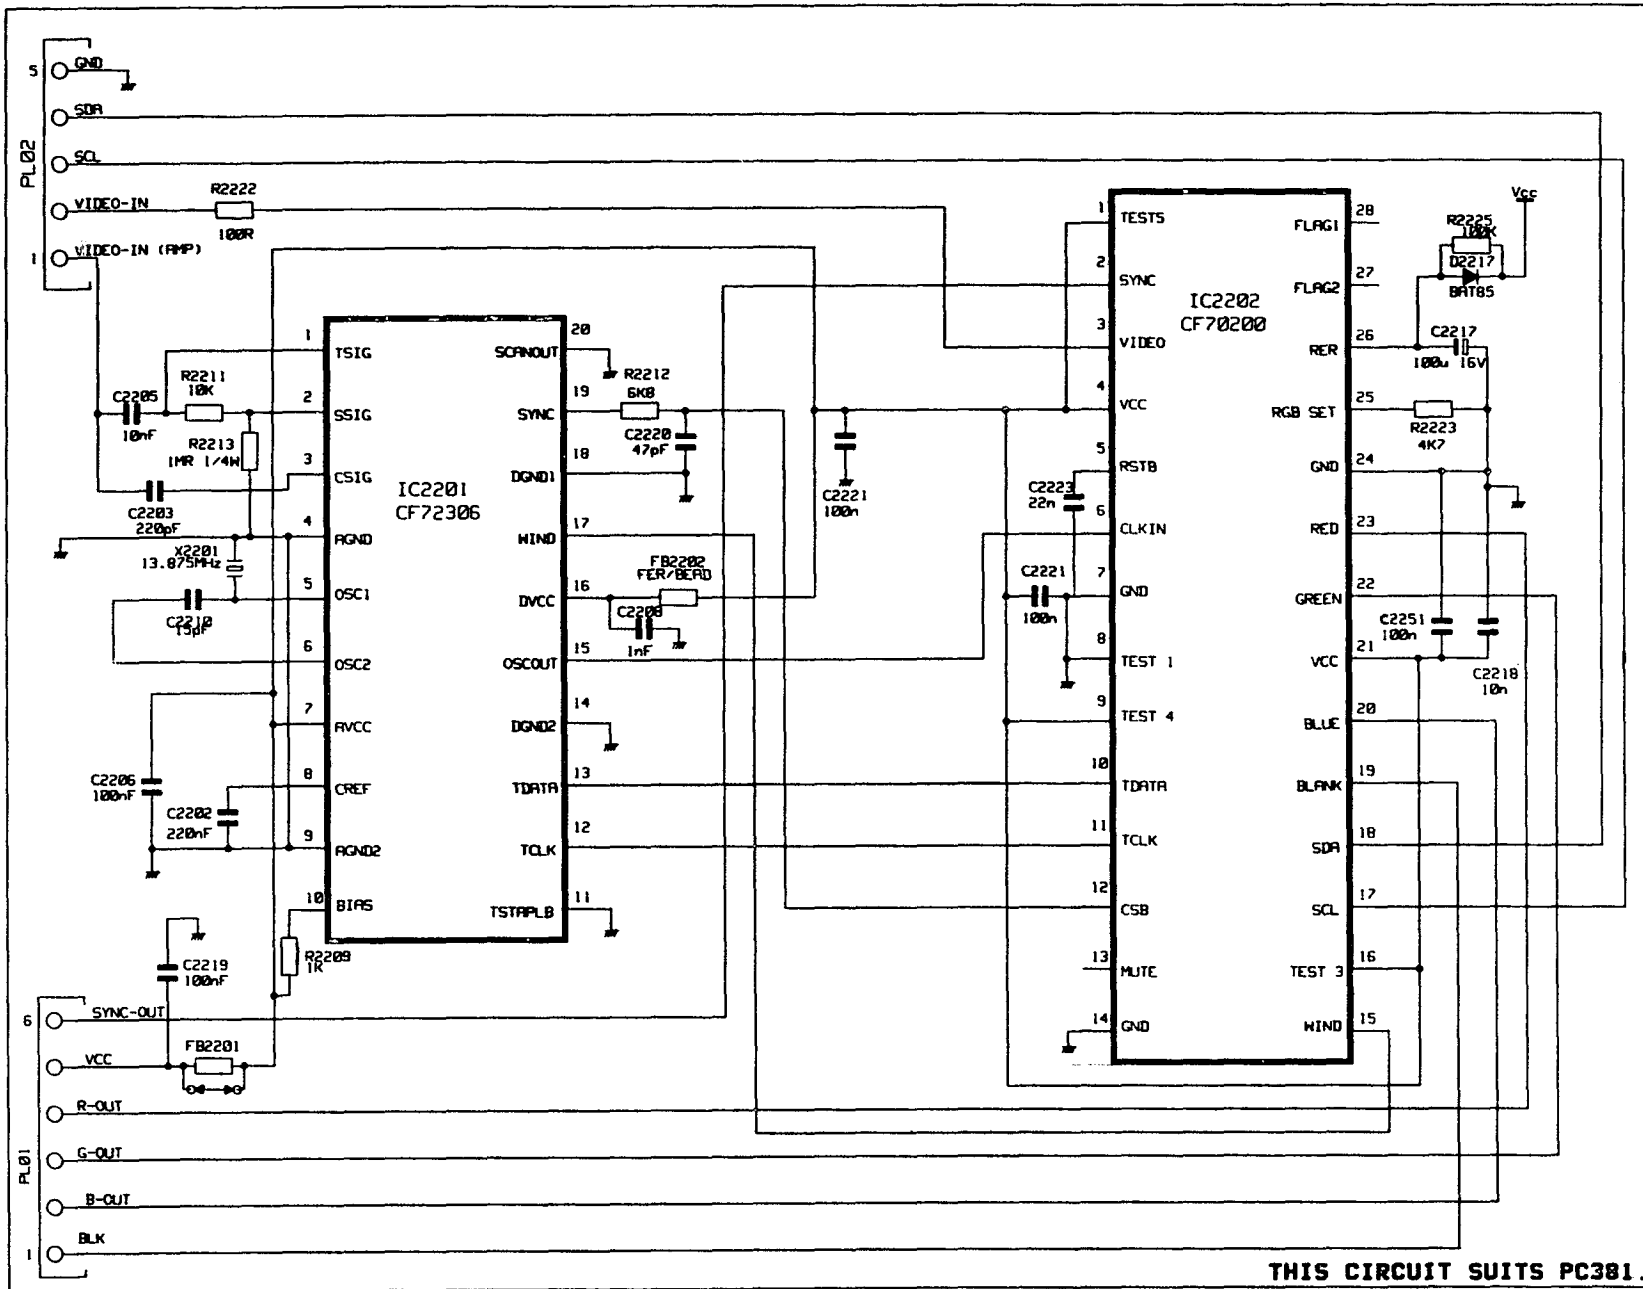 5 GND
SDA
PL02
SCL
VIDEO-IN
R2222
100R
1 VIDEO-IN (AMP)
C2205
10nF
R2211
10K
R2213
1MR 1/4W
C2203
220pF
X2201
13.875MHz
C2210
15pF
C2206
100nF
C2202
220nF
C2219
100nF
R2209
1K
IC2201
CF72306
1 TSIG
2 SSIG
3 CSIG
4 AGND
5 OSC1
6 OSC2
7 AVCC
8 CREF
9 AGND2
10 BIAS
20 SCANOUT
19 SYNC
18 DGND1
17 WIND
16 DVCC
15 OSCOUT
14 DGND2
13 TDATA
12 TCLK
11 TSTAPLB
R2212
6K8
C2220
47pF
FB2202
FER/BEAD
C2208
1nF
C2221
100n
C2223
22n
C2221
100n
IC2202
CF70200
1 TEST5
2 SYNC
3 VIDEO
4 VCC
5 RSTB
6 CLKIN
7 GND
8 TEST 1
9 TEST 4
10 TDATA
11 TCLK
12 CSB
13 MUTE
14 GND
28 FLAG1
27 FLAG2
26 RER
25 RGB SET
24 GND
23 RED
22 GREEN
21 VCC
20 BLUE
19 BLANK
18 SDA
17 SCL
16 TEST 3
15 WIND
Vcc
R2225
100K
D2217
BAT85
C2217
100u 16V
R2223
4K7
C2251
100n
C2218
10n
6 SYNC-OUT
VCC
FB2201
R-OUT
PL01
G-OUT
B-OUT
1 BLK
THIS CIRCUIT SUITS PC381.